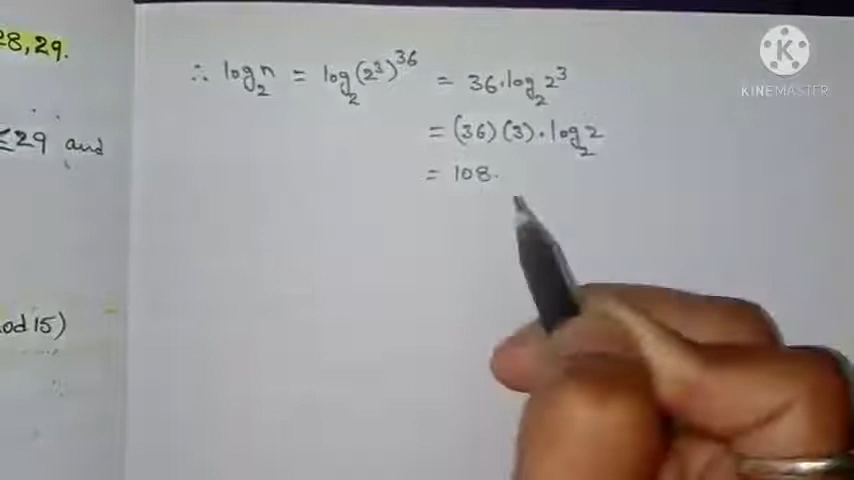 28,29.
≤29 and
od 15)
∴ log₂n = log₂(2³)³⁶ = 36·log₂2³
= (36)(3)·log₂2
= 108.
K
KINEMASTER